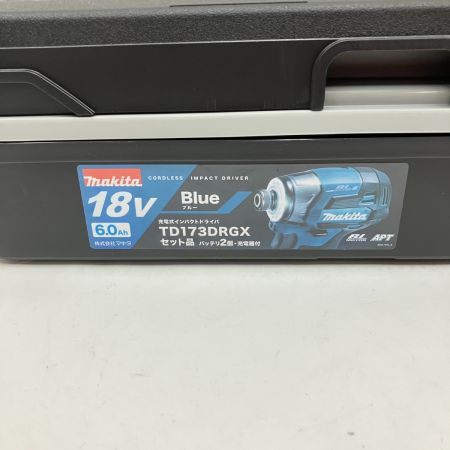 makita
CORDLESS IMPACT DRIVER
18V
Blue
ブルー
6.0Ah
充電式インパクトドライバ
TD173DRGX
株式会社マキタ
セット品 バッテリ2個・充電器付
BL
makita
BL
APT